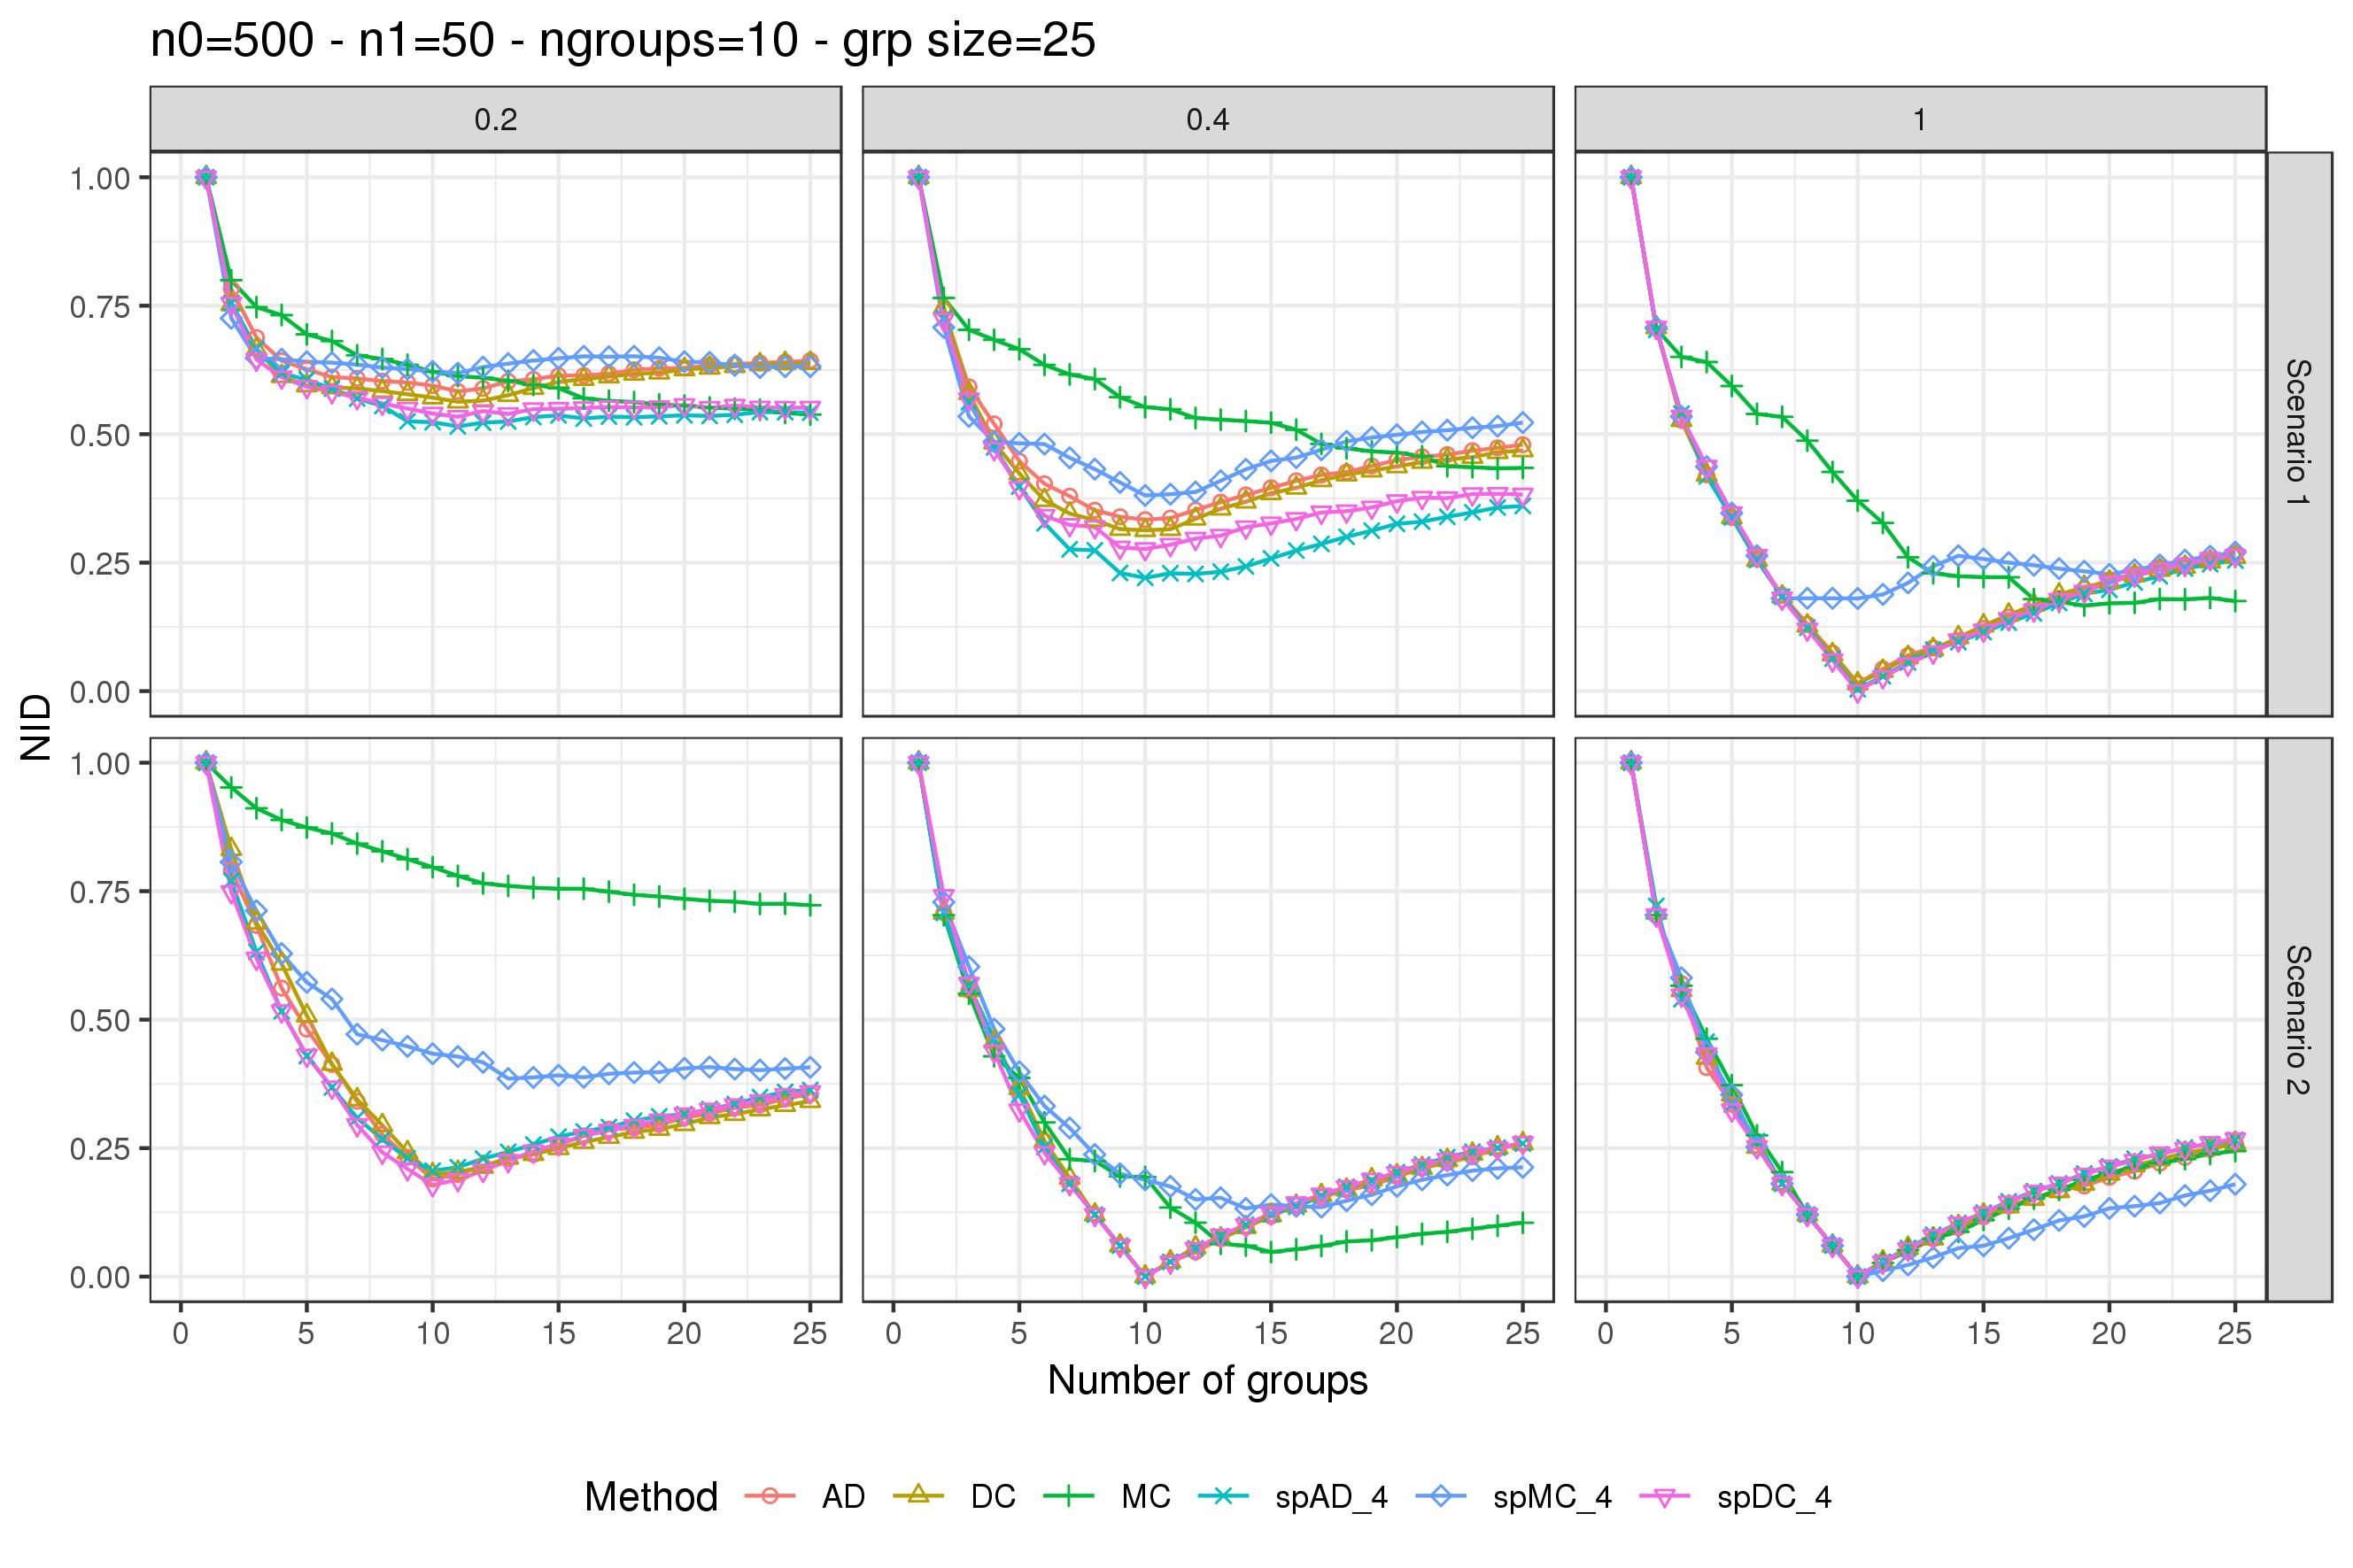 n0=500 - n1=50 - ngroups=10 - grp size=25
0.2 0.4 1
1.00
0.75
0.50
0.25
0.00
Scenario 1
NID
1.00
0.75
0.50
0.25
0.00
Scenario 2
0 5 10 15 20 25 0 5 10 15 20 25 0 5 10 15 20 25
Number of groups
Method AD DC MC spAD_4 spMC_4 spDC_4